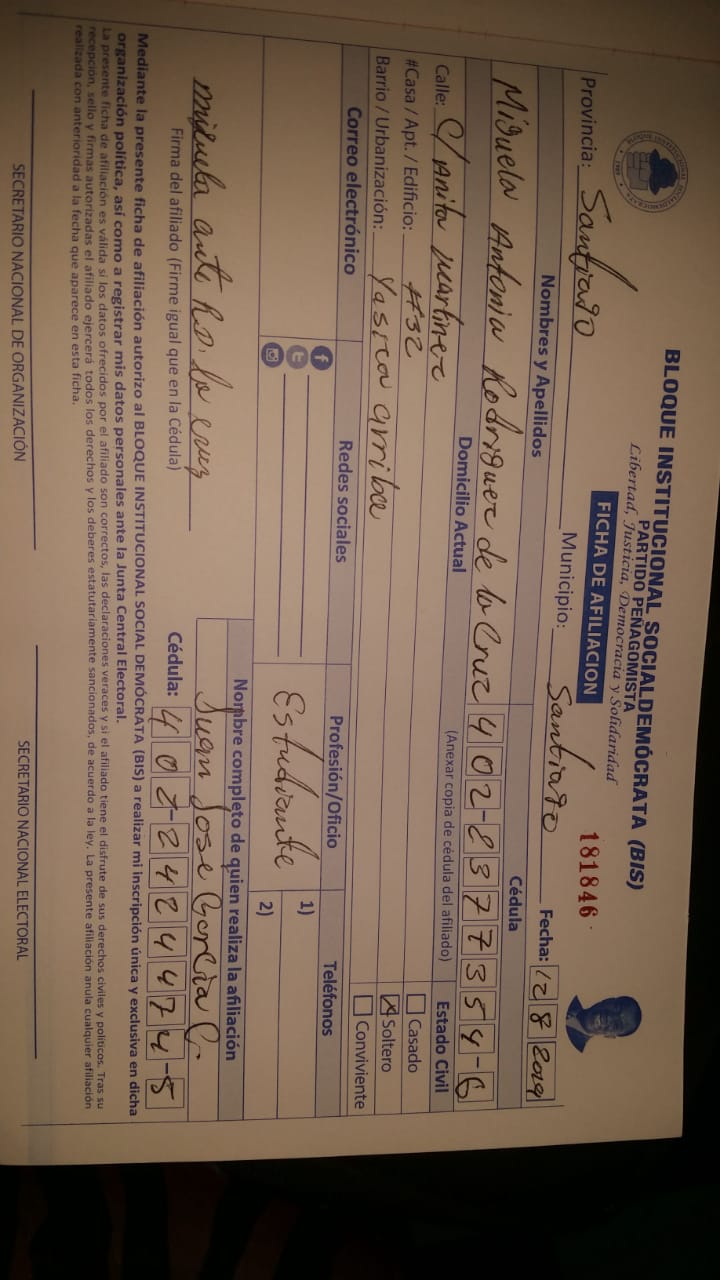 BLOQUE INSTITUCIONAL SOCIALDEMÓCRATA (BIS)
PARTIDO PEÑAGOMISTA
Libertad, Justicia, Democracia y Solidaridad
FICHA DE AFILIACION
181846
Provincia: Santiago Municipio: Santiago Fecha: 12 8 2019
Nombres y Apellidos Cédula
Miguela Antonia Rodriguez de la Cruz 402-8377354-6
Domicilio Actual (Anexar copia de cédula del afiliado) Estado Civil
Calle: C/ Anita Martinez Casado
#Casa / Apt. / Edificio: #32 Soltero
Barrio / Urbanización: Yasica arriba Conviviente
Correo electrónico Redes sociales Profesión/Oficio Teléfonos
Estudiante 1)
2)
Nombre completo de quien realiza la afiliación
Juan Jose Garcia C.
miguela ant Rd. la cruz
Firma del afiliado (Firme igual que en la Cédula) Cédula: 402-2424474-5
Mediante la presente ficha de afiliación autorizo al BLOQUE INSTITUCIONAL SOCIAL DEMÓCRATA (BIS) a realizar mi inscripción única y exclusiva en dicha
organización política, así como a registrar mis datos personales ante la Junta Central Electoral.
La presente ficha de afiliación es válida si los datos ofrecidos por el afiliado son correctos, las declaraciones veraces y si el afiliado tiene el disfrute de sus derechos civiles y políticos. Tras su
recepción, sello y firmas autorizadas el afiliado ejercerá todos los derechos y los deberes estatutariamente sancionados, de acuerdo a la ley. La presente afiliación anula cualquier afiliación
realizada con anterioridad a la fecha que aparece en esta ficha.
SECRETARIO NACIONAL DE ORGANIZACIÓN SECRETARIO NACIONAL ELECTORAL